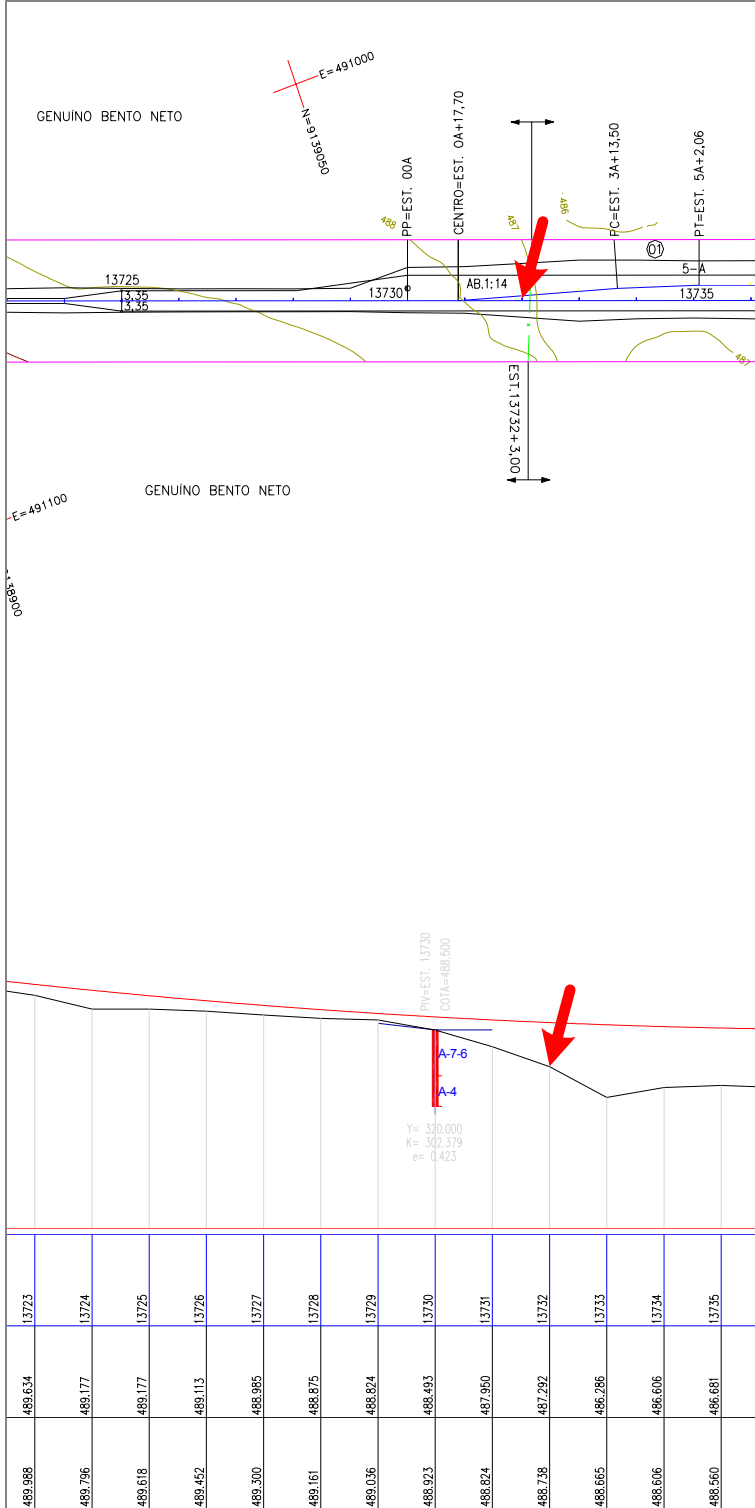 E=491000
GENUÍNO BENTO NETO
N=9139050
PP=EST. 00A
CENTRO=EST. 0A+17,70
PC=EST. 3A+13,50
PT=EST. 5A+2,06
488
487
486
01
5-A
13725
13730
AB.1:14
13735
3,35
3,35
487
EST.13732+3,00
GENUÍNO BENTO NETO
E=491100
38900
PIV=EST. 13730
COTA=488.500
A-7-6
A-4
Y= 320.000
K= 302.379
e= 0.423
13723 13724 13725 13726 13727 13728 13729 13730 13731 13732 13733 13734 13735
489.634 489.177 489.177 489.113 488.985 488.875 488.824 488.493 487.950 487.292 486.286 486.606 486.681
489.988 489.796 489.618 489.452 489.300 489.161 489.036 488.923 488.824 488.738 488.665 488.606 488.560